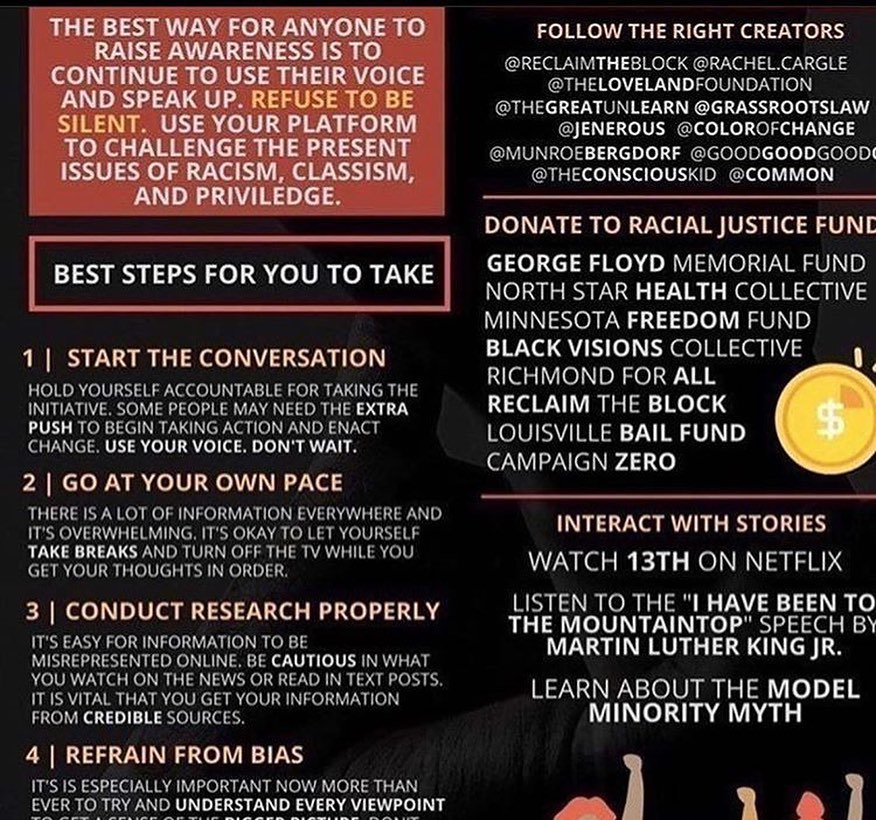 THE BEST WAY FOR ANYONE TO
RAISE AWARENESS IS TO
CONTINUE TO USE THEIR VOICE
AND SPEAK UP. REFUSE TO BE
SILENT. USE YOUR PLATFORM
TO CHALLENGE THE PRESENT
ISSUES OF RACISM, CLASSISM,
AND PRIVILEDGE.
BEST STEPS FOR YOU TO TAKE
1 | START THE CONVERSATION
HOLD YOURSELF ACCOUNTABLE FOR TAKING THE
INITIATIVE. SOME PEOPLE MAY NEED THE EXTRA
PUSH TO BEGIN TAKING ACTION AND ENACT
CHANGE. USE YOUR VOICE. DON'T WAIT.
2 | GO AT YOUR OWN PACE
THERE IS A LOT OF INFORMATION EVERYWHERE AND
IT'S OVERWHELMING. IT'S OKAY TO LET YOURSELF
TAKE BREAKS AND TURN OFF THE TV WHILE YOU
GET YOUR THOUGHTS IN ORDER.
3 | CONDUCT RESEARCH PROPERLY
IT'S EASY FOR INFORMATION TO BE
MISREPRESENTED ONLINE. BE CAUTIOUS IN WHAT
YOU WATCH ON THE NEWS OR READ IN TEXT POSTS.
IT IS VITAL THAT YOU GET YOUR INFORMATION
FROM CREDIBLE SOURCES.
4 | REFRAIN FROM BIAS
IT'S IS ESPECIALLY IMPORTANT NOW MORE THAN
EVER TO TRY AND UNDERSTAND EVERY VIEWPOINT
TO GET A SENSE OF THE BIGGER PICTURE. DON'T
FOLLOW THE RIGHT CREATORS
@RECLAIMTHEBLOCK @RACHEL.CARGLE
@THELOVELANDFOUNDATION
@THEGREATUNLEARN @GRASSROOTSLAW
@JENEROUS @COLOROFCHANGE
@MUNROEBERGDORF @GOODGOODGOOD
@THECONSCIOUSKID @COMMON
DONATE TO RACIAL JUSTICE FUND
GEORGE FLOYD MEMORIAL FUND
NORTH STAR HEALTH COLLECTIVE
MINNESOTA FREEDOM FUND
BLACK VISIONS COLLECTIVE
RICHMOND FOR ALL
RECLAIM THE BLOCK
LOUISVILLE BAIL FUND
CAMPAIGN ZERO
$
INTERACT WITH STORIES
WATCH 13TH ON NETFLIX
LISTEN TO THE "I HAVE BEEN TO
THE MOUNTAINTOP" SPEECH BY
MARTIN LUTHER KING JR.
LEARN ABOUT THE MODEL
MINORITY MYTH